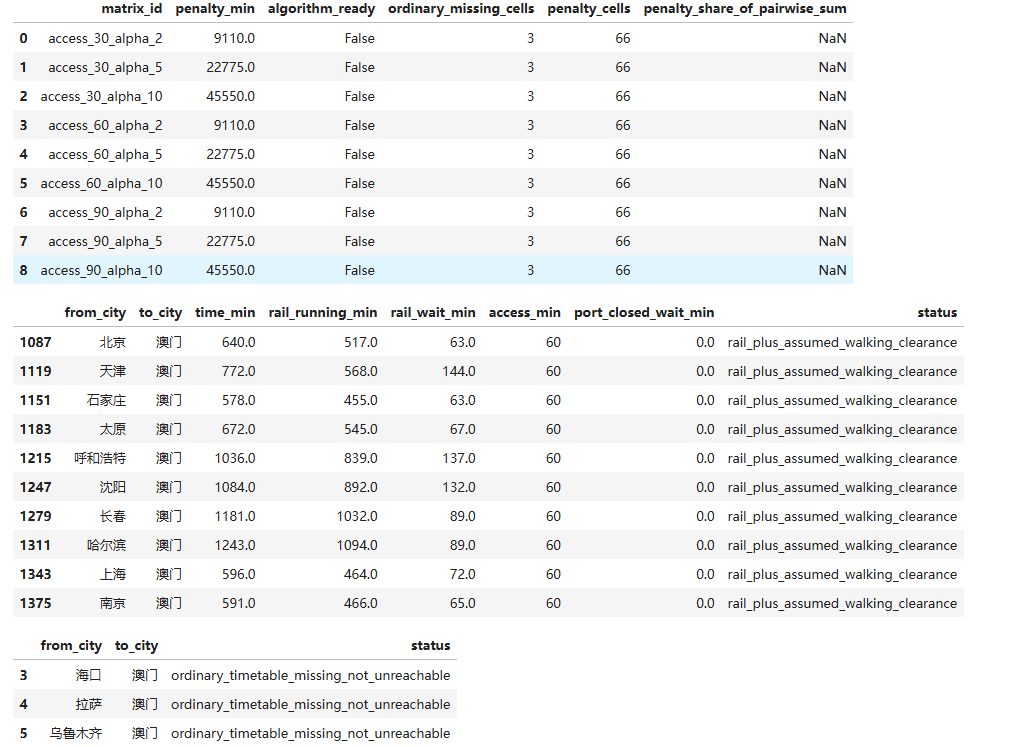 matrix_id penalty_min algorithm_ready ordinary_missing_cells penalty_cells penalty_share_of_pairwise_sum
0 access_30_alpha_2 9110.0 False 3 66 NaN
1 access_30_alpha_5 22775.0 False 3 66 NaN
2 access_30_alpha_10 45550.0 False 3 66 NaN
3 access_60_alpha_2 9110.0 False 3 66 NaN
4 access_60_alpha_5 22775.0 False 3 66 NaN
5 access_60_alpha_10 45550.0 False 3 66 NaN
6 access_90_alpha_2 9110.0 False 3 66 NaN
7 access_90_alpha_5 22775.0 False 3 66 NaN
8 access_90_alpha_10 45550.0 False 3 66 NaN
from_city to_city time_min rail_running_min rail_wait_min access_min port_closed_wait_min status
1087 北京 澳门 640.0 517.0 63.0 60 0.0 rail_plus_assumed_walking_clearance
1119 天津 澳门 772.0 568.0 144.0 60 0.0 rail_plus_assumed_walking_clearance
1151 石家庄 澳门 578.0 455.0 63.0 60 0.0 rail_plus_assumed_walking_clearance
1183 太原 澳门 672.0 545.0 67.0 60 0.0 rail_plus_assumed_walking_clearance
1215 呼和浩特 澳门 1036.0 839.0 137.0 60 0.0 rail_plus_assumed_walking_clearance
1247 沈阳 澳门 1084.0 892.0 132.0 60 0.0 rail_plus_assumed_walking_clearance
1279 长春 澳门 1181.0 1032.0 89.0 60 0.0 rail_plus_assumed_walking_clearance
1311 哈尔滨 澳门 1243.0 1094.0 89.0 60 0.0 rail_plus_assumed_walking_clearance
1343 上海 澳门 596.0 464.0 72.0 60 0.0 rail_plus_assumed_walking_clearance
1375 南京 澳门 591.0 466.0 65.0 60 0.0 rail_plus_assumed_walking_clearance
from_city to_city status
3 海口 澳门 ordinary_timetable_missing_not_unreachable
4 拉萨 澳门 ordinary_timetable_missing_not_unreachable
5 乌鲁木齐 澳门 ordinary_timetable_missing_not_unreachable